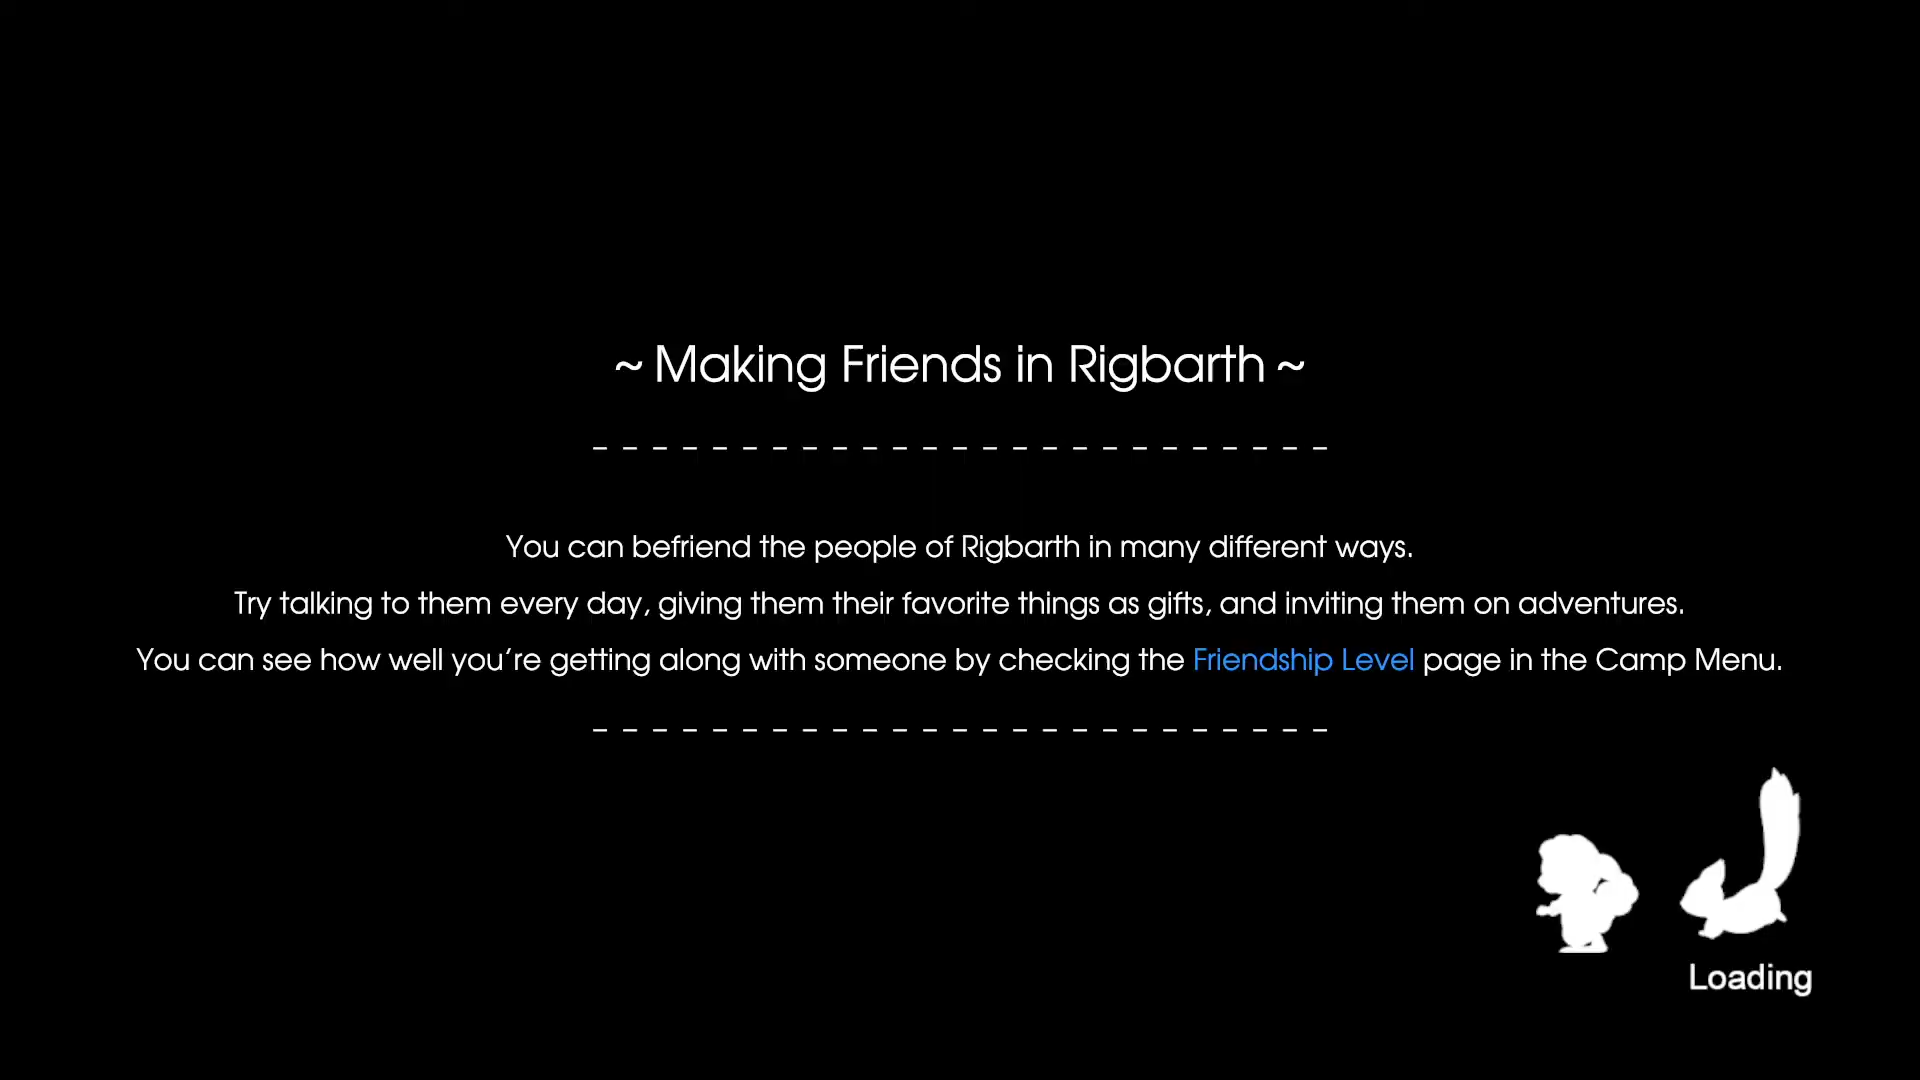 ~ Making Friends in Rigbarth ~
You can befriend the people of Rigbarth in many different ways.
Try talking to them every day, giving them their favorite things as gifts, and inviting them on adventures.
You can see how well you're getting along with someone by checking the Friendship Level page in the Camp Menu.
Loading